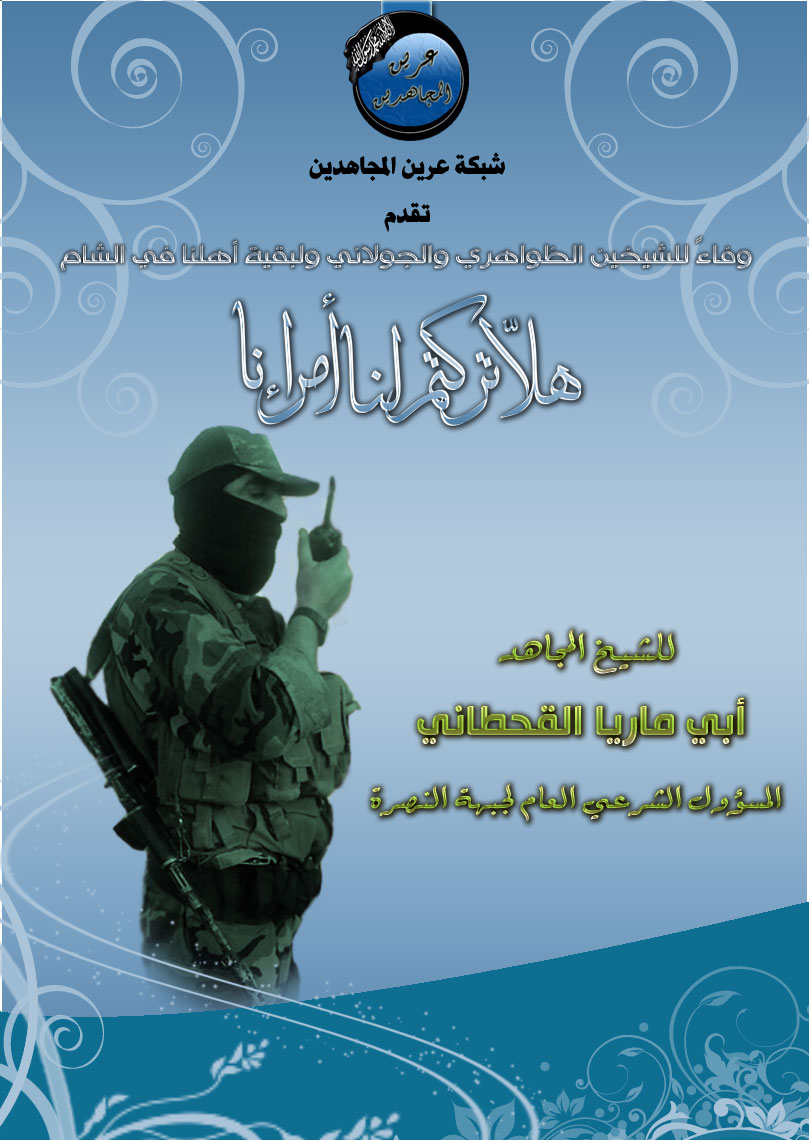 عرين
المجاهدين
شبكة عرين المجاهدين
تقدم
وفاءً للشيخين الظواهري والجولاني ولبقية أهلنا في الشام
هلاّ تركتم لنا أمراءنا
للشيخ المجاهد
أبي ماريا القحطاني
المسؤول الشرعي العام لجبهة النصرة